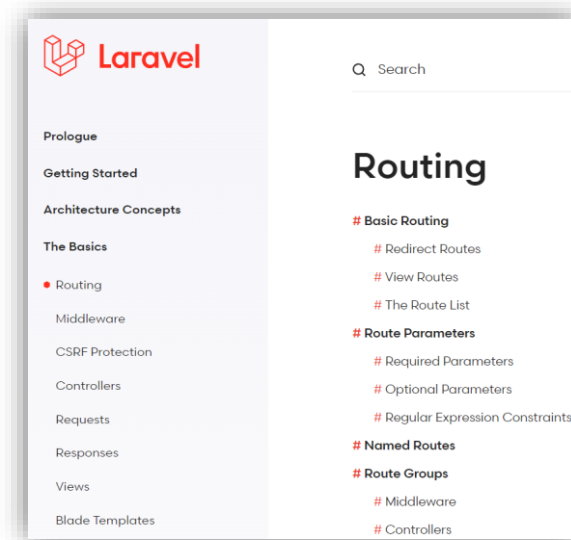 Laravel
Prologue
Getting Started
Architecture Concepts
The Basics
Routing
Middleware
CSRF Protection
Controllers
Requests
Responses
Views
Blade Templates
Search
Routing
# Basic Routing
# Redirect Routes
# View Routes
# The Route List
# Route Parameters
# Required Parameters
# Optional Parameters
# Regular Expression Constraints
# Named Routes
# Route Groups
# Middleware
# Controllers